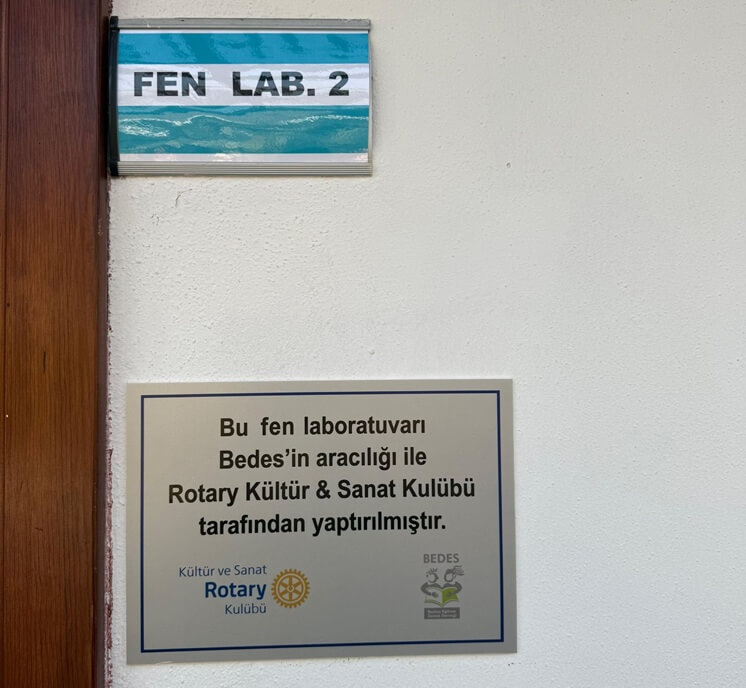 FEN LAB. 2
Bu fen laboratuvarı
Bedes'in aracılığı ile
Rotary Kültür & Sanat Kulübü
tarafından yaptırılmıştır.
Kültür ve Sanat
Rotary
Kulübü
BEDES